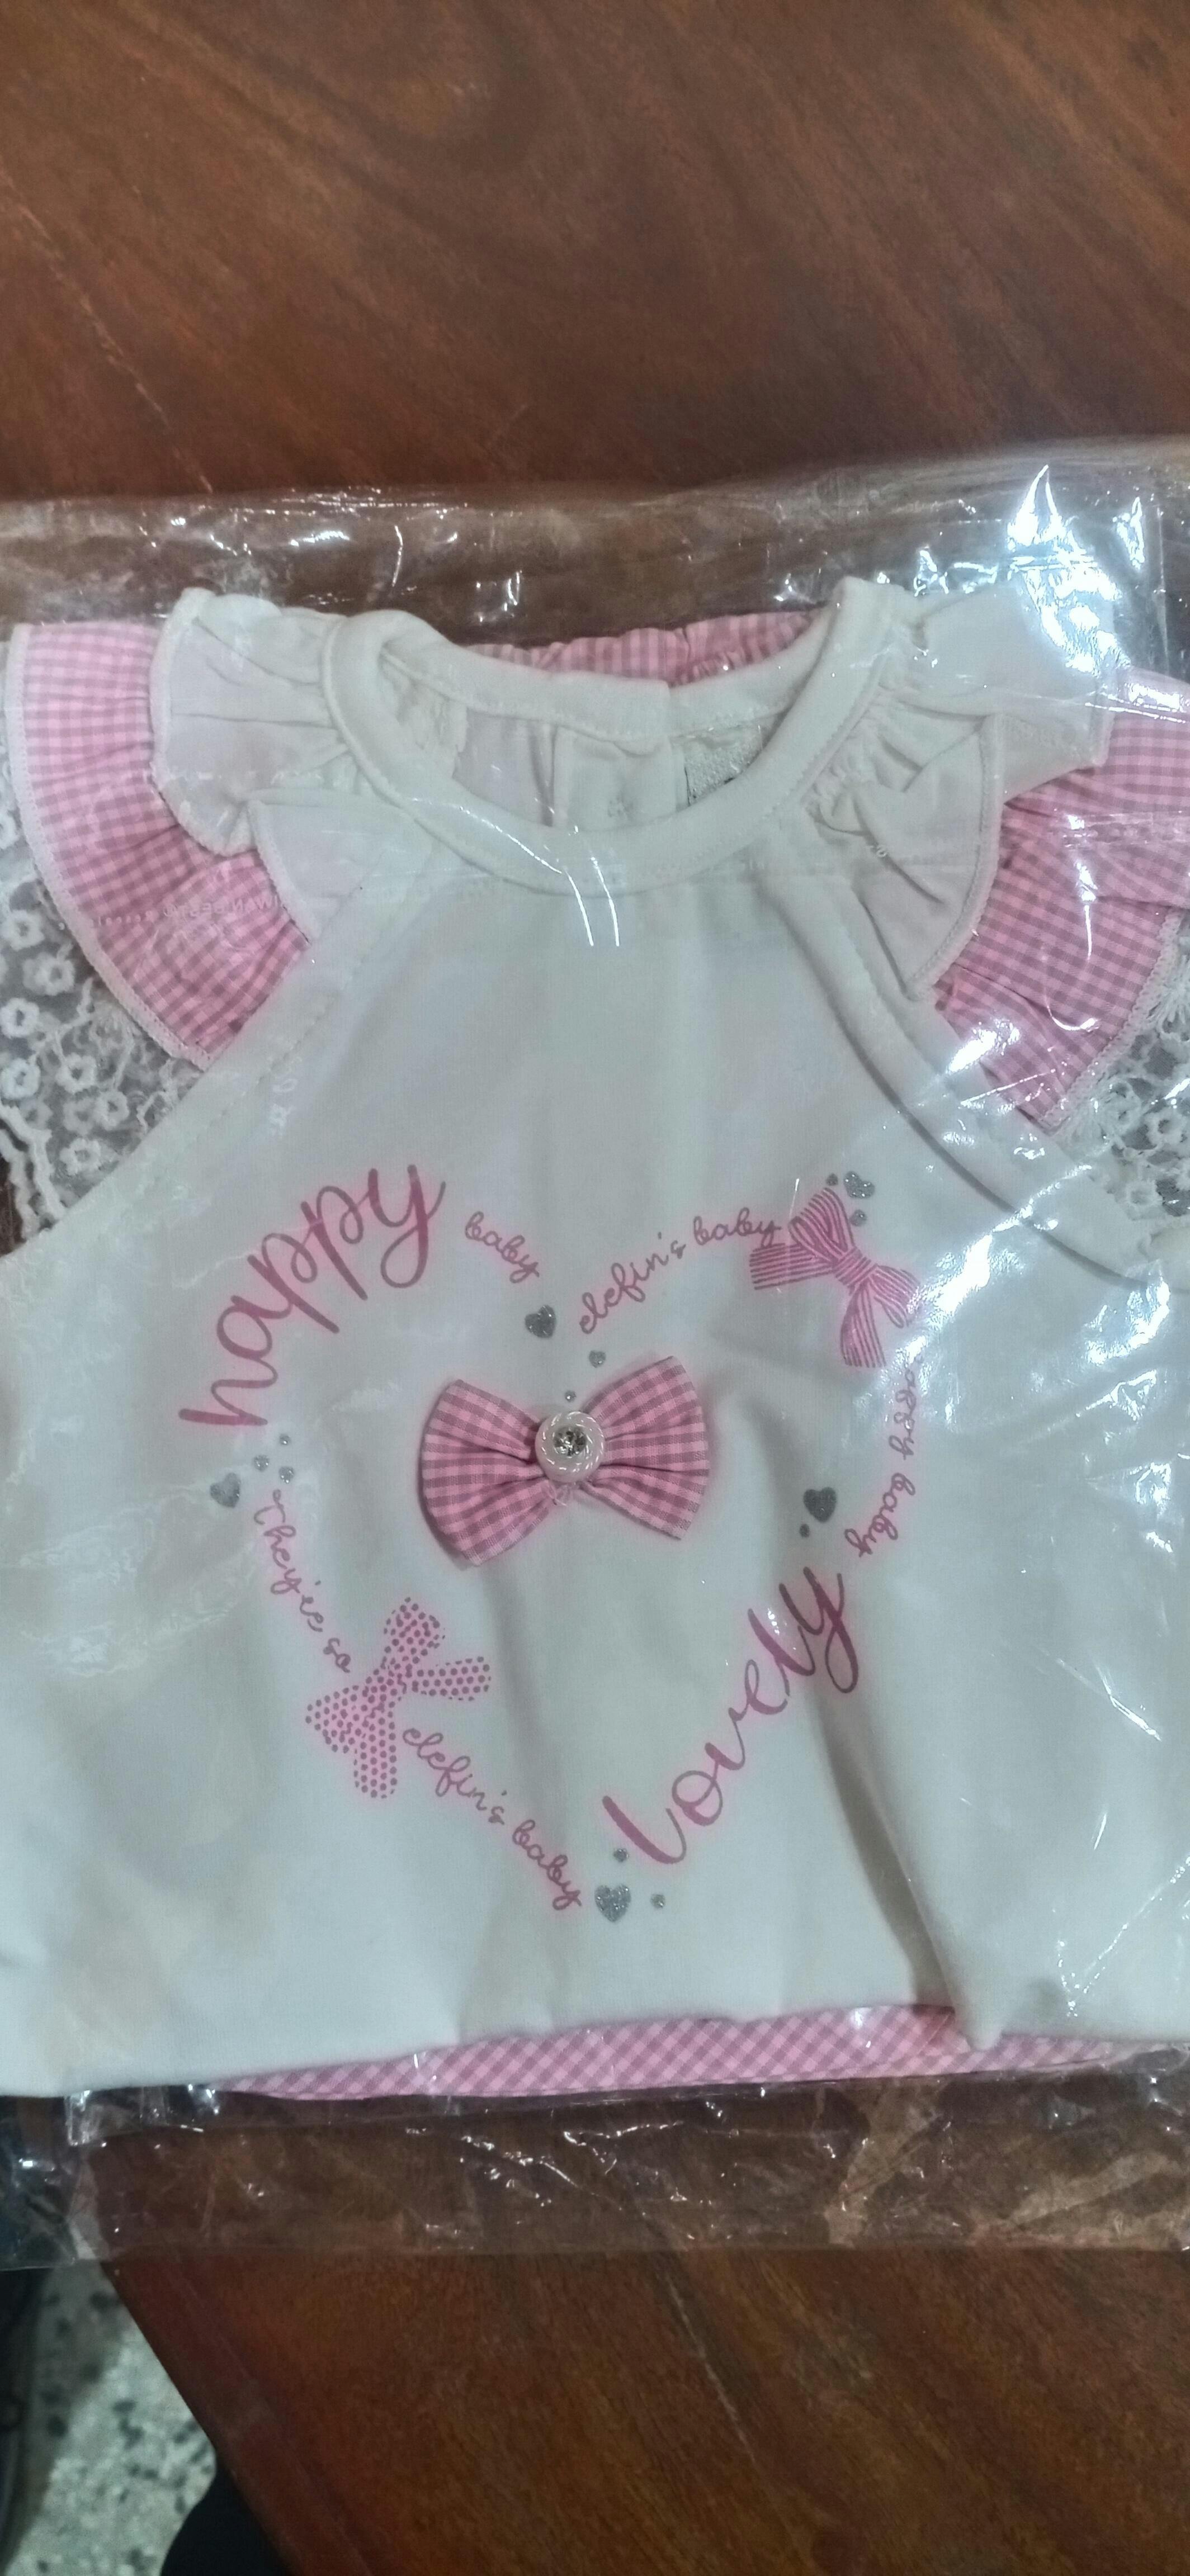 happy
baby
elefin's baby
happy baby
lovely
They're so
elefin's baby